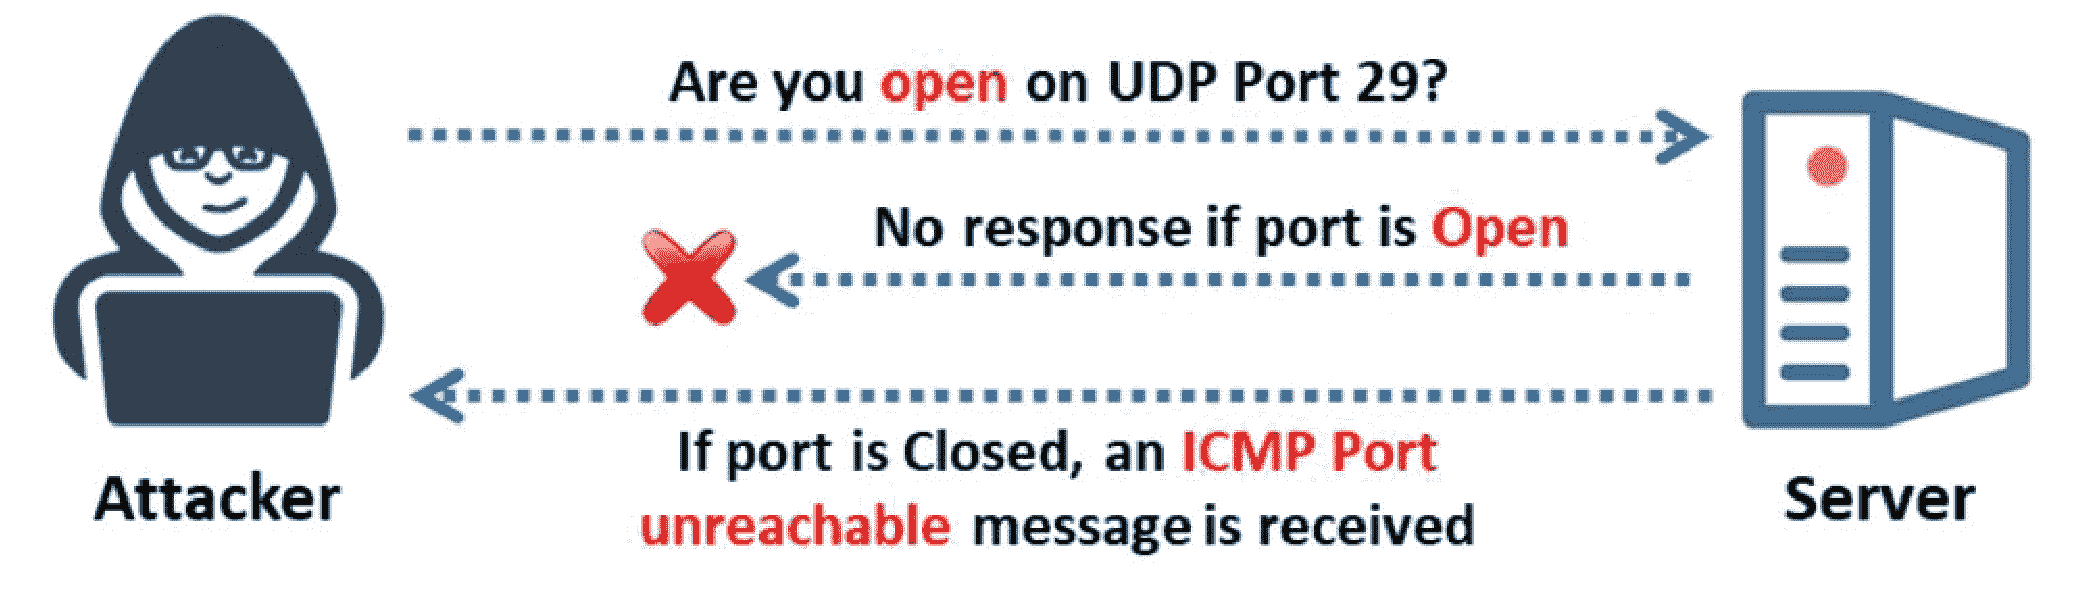 Are you open on UDP Port 29?
No response if port is Open
If port is Closed, an ICMP Port
unreachable message is received
Attacker
Server